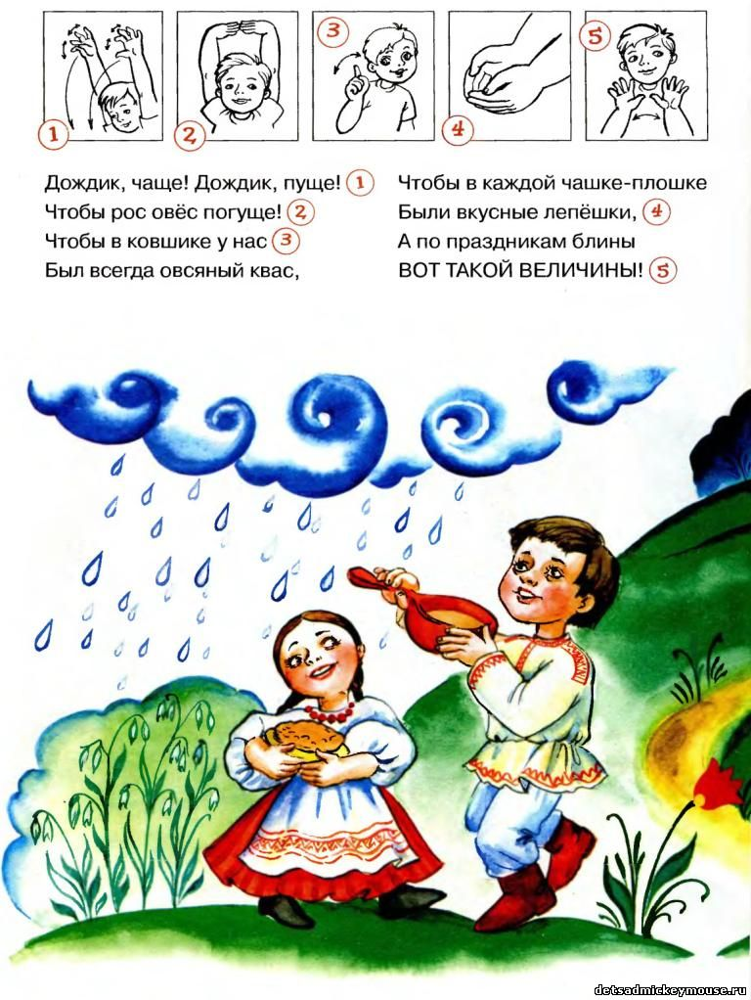 1
2
3
4
5
Дождик, чаще! Дождик, пуще! 1
Чтобы рос овёс погуще! 2
Чтобы в ковшике у нас 3
Был всегда овсяный квас,
Чтобы в каждой чашке-плошке
Были вкусные лепёшки, 4
А по праздникам блины
ВОТ ТАКОЙ ВЕЛИЧИНЫ! 5
detsadmickeymouse.ru